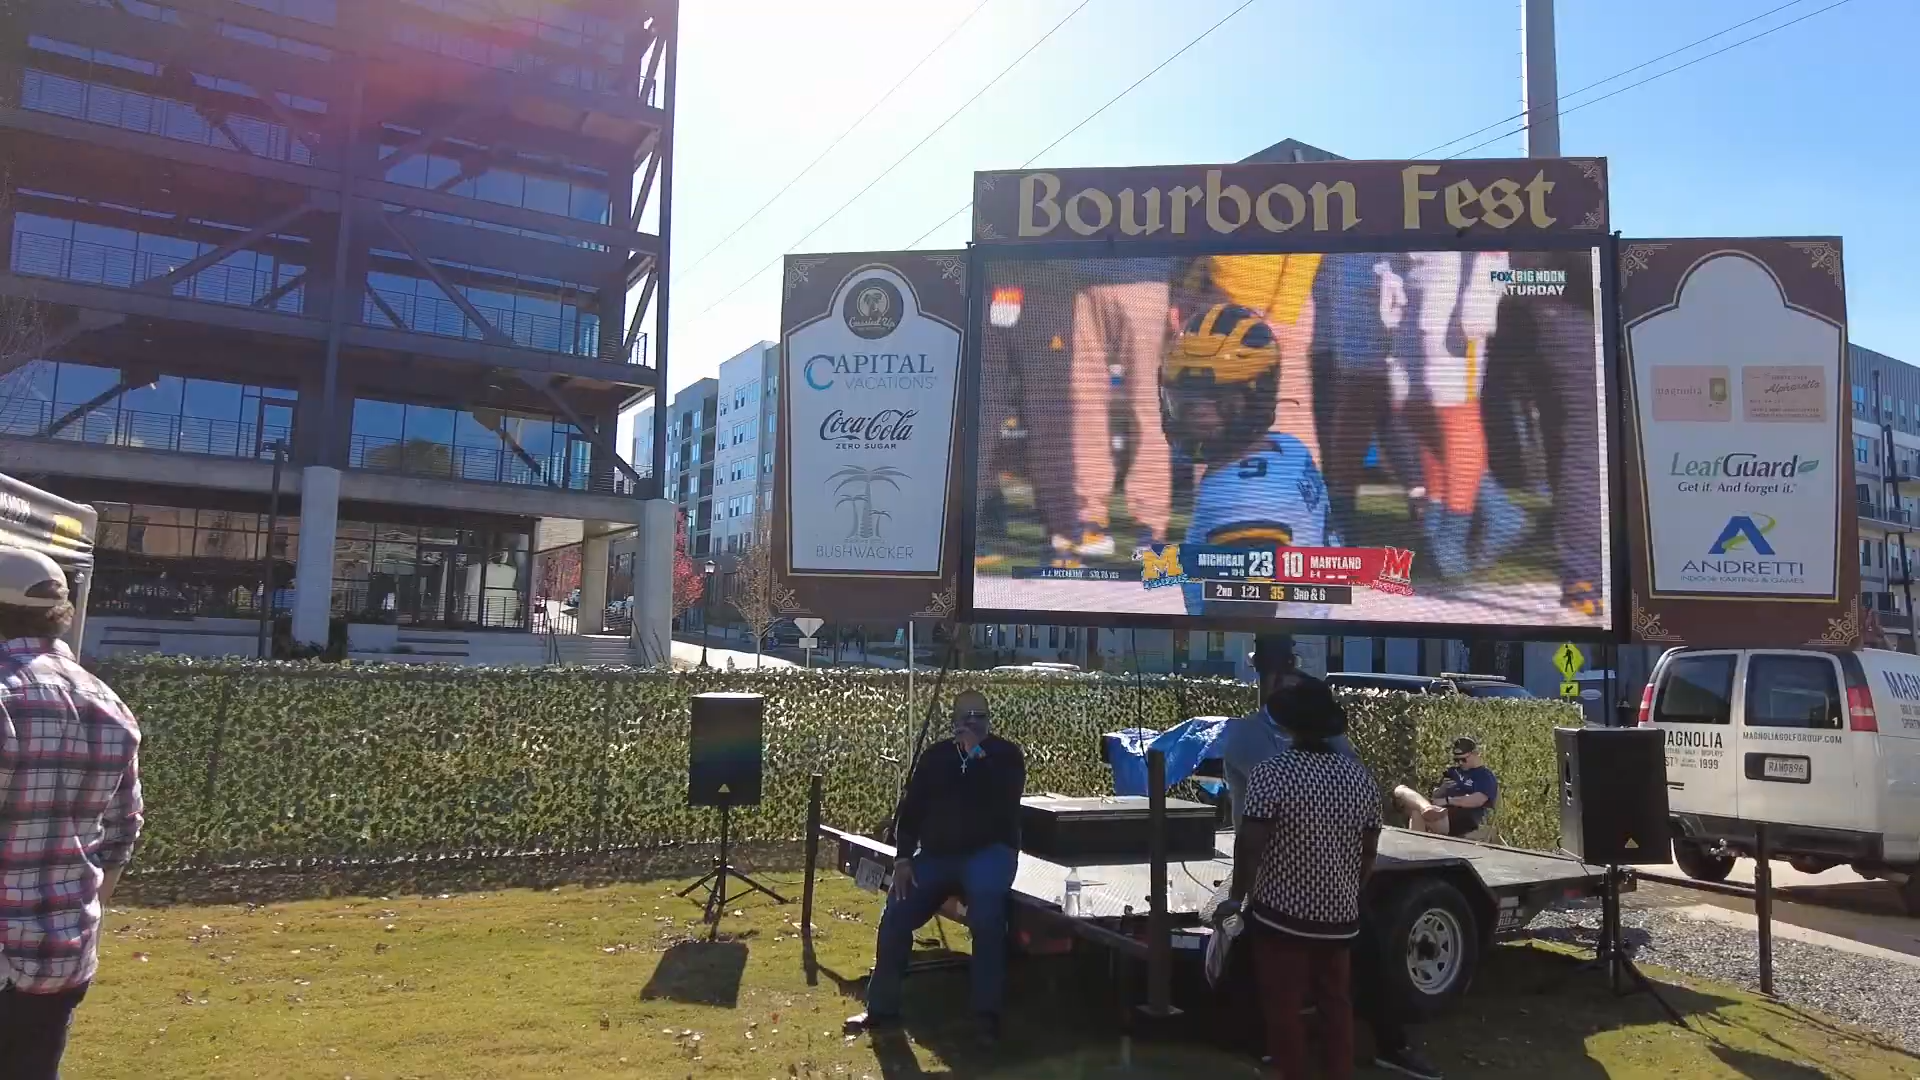 Bourbon Fest
CAPITAL
VACATIONS
Coca-Cola
ZERO SUGAR
BUSHWACKER
FOX BIG NOON
SATURDAY
MICHIGAN 23 10 MARYLAND
2ND 1:21 35 3RD & 6
magnolia
Alpharetta
LeafGuard
Get it. And forget it.
ANDRETTI
INDOOR KARTING & GAMES
MAGNOLIA
1999
MAGNOLIAGOLFGROUP.COM